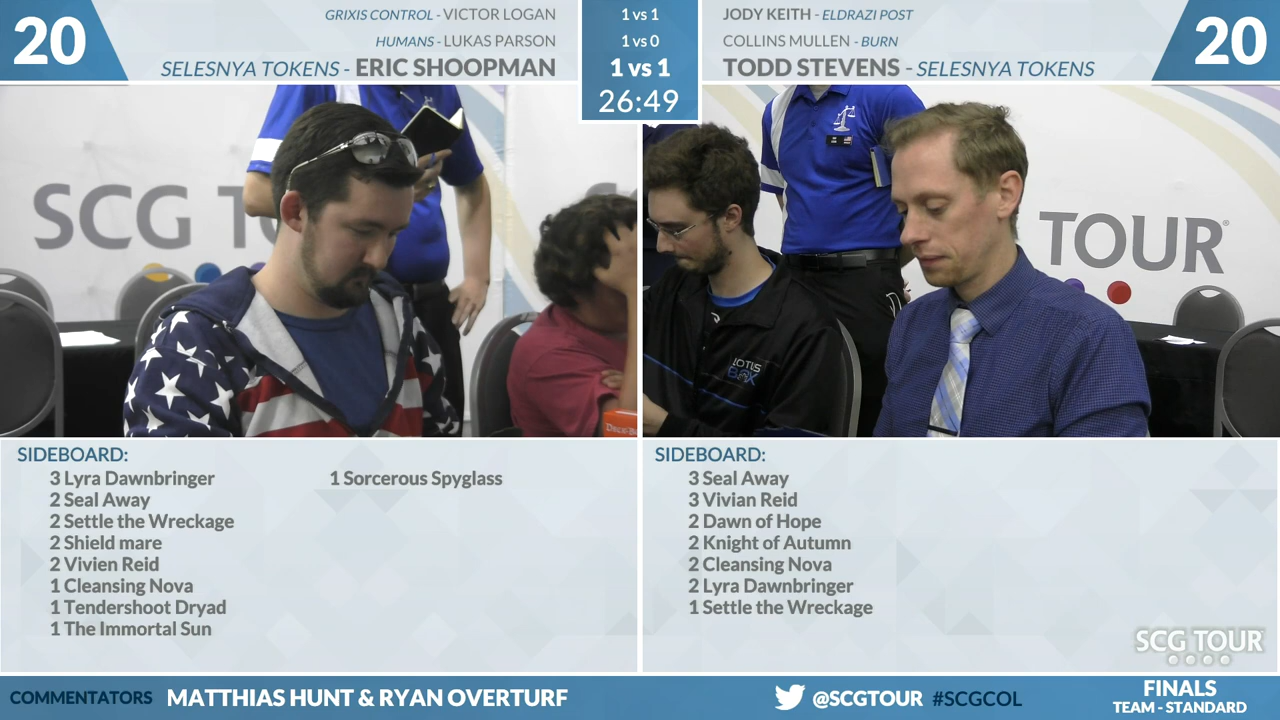 20
GRIXIS CONTROL - VICTOR LOGAN
HUMANS - LUKAS PARSON
SELESNYA TOKENS - ERIC SHOOPMAN
1 vs 1
1 vs 0
1 vs 1
26:49
JODY KEITH - ELDRAZI POST
COLLINS MULLEN - BURN
TODD STEVENS - SELESNYA TOKENS
20
SCG T
TOUR®
LOTUS
BOX
SIDEBOARD:
3 Lyra Dawnbringer
2 Seal Away
2 Settle the Wreckage
2 Shield mare
2 Vivien Reid
1 Cleansing Nova
1 Tendershoot Dryad
1 The Immortal Sun
1 Sorcerous Spyglass
SIDEBOARD:
3 Seal Away
3 Vivian Reid
2 Dawn of Hope
2 Knight of Autumn
2 Cleansing Nova
2 Lyra Dawnbringer
1 Settle the Wreckage
SCG TOUR
COMMENTATORS MATTHIAS HUNT & RYAN OVERTURF
@SCGTOUR #SCGCOL
FINALS
TEAM - STANDARD